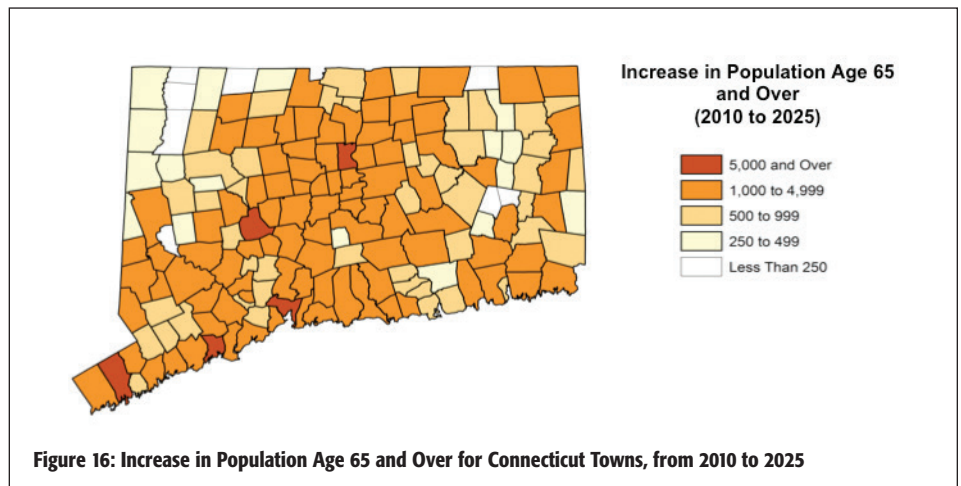 Increase in Population Age 65
and Over
(2010 to 2025)
5,000 and Over
1,000 to 4,999
500 to 999
250 to 499
Less Than 250
Figure 16: Increase in Population Age 65 and Over for Connecticut Towns, from 2010 to 2025